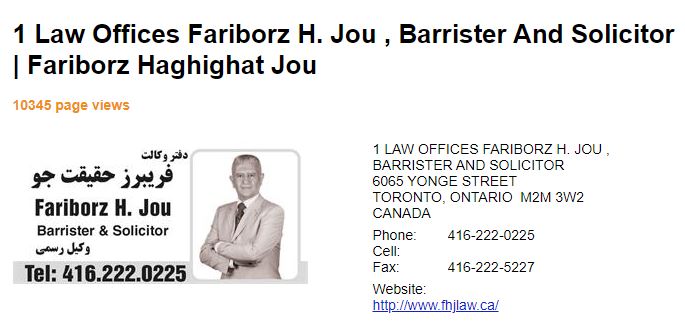 1 Law Offices Fariborz H. Jou , Barrister And Solicitor
| Fariborz Haghighat Jou
10345 page views
دفتر وکالت
فریبرز حقیقت جو
Fariborz H. Jou
Barrister & Solicitor
وکیل رسمی
Tel: 416.222.0225
1 LAW OFFICES FARIBORZ H. JOU ,
BARRISTER AND SOLICITOR
6065 YONGE STREET
TORONTO, ONTARIO M2M 3W2
CANADA
Phone: 416-222-0225
Cell:
Fax: 416-222-5227
Website:
http://www.fhjlaw.ca/